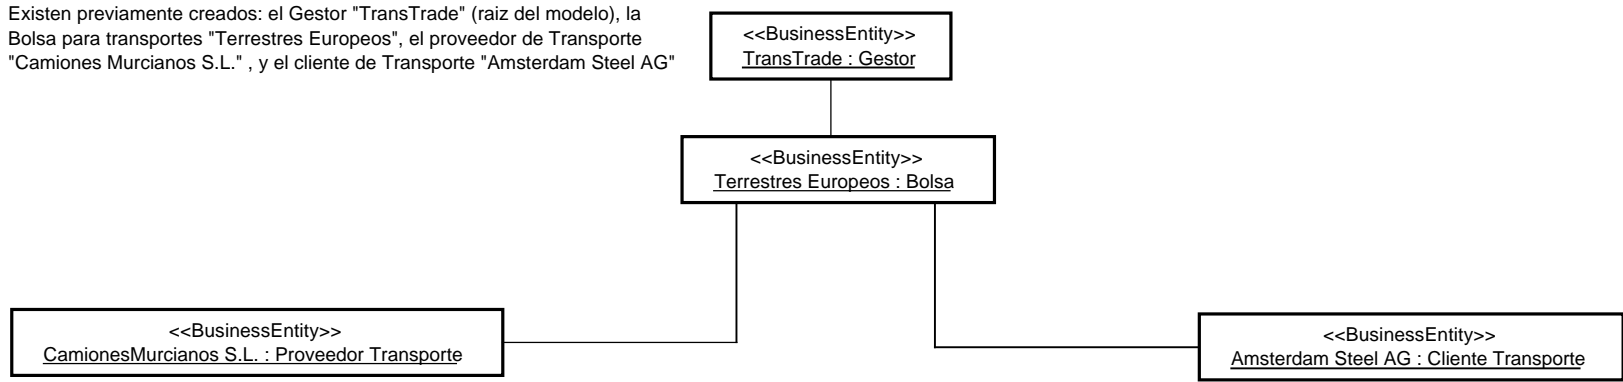 Existen previamente creados: el Gestor "TransTrade" (raiz del modelo), la
Bolsa para transportes "Terrestres Europeos", el proveedor de Transporte
"Camiones Murcianos S.L." , y el cliente de Transporte "Amsterdam Steel AG"
<<BusinessEntity>>
TransTrade : Gestor
<<BusinessEntity>>
Terrestres Europeos : Bolsa
<<BusinessEntity>>
CamionesMurcianos S.L. : Proveedor Transporte
<<BusinessEntity>>
Amsterdam Steel AG : Cliente Transporte